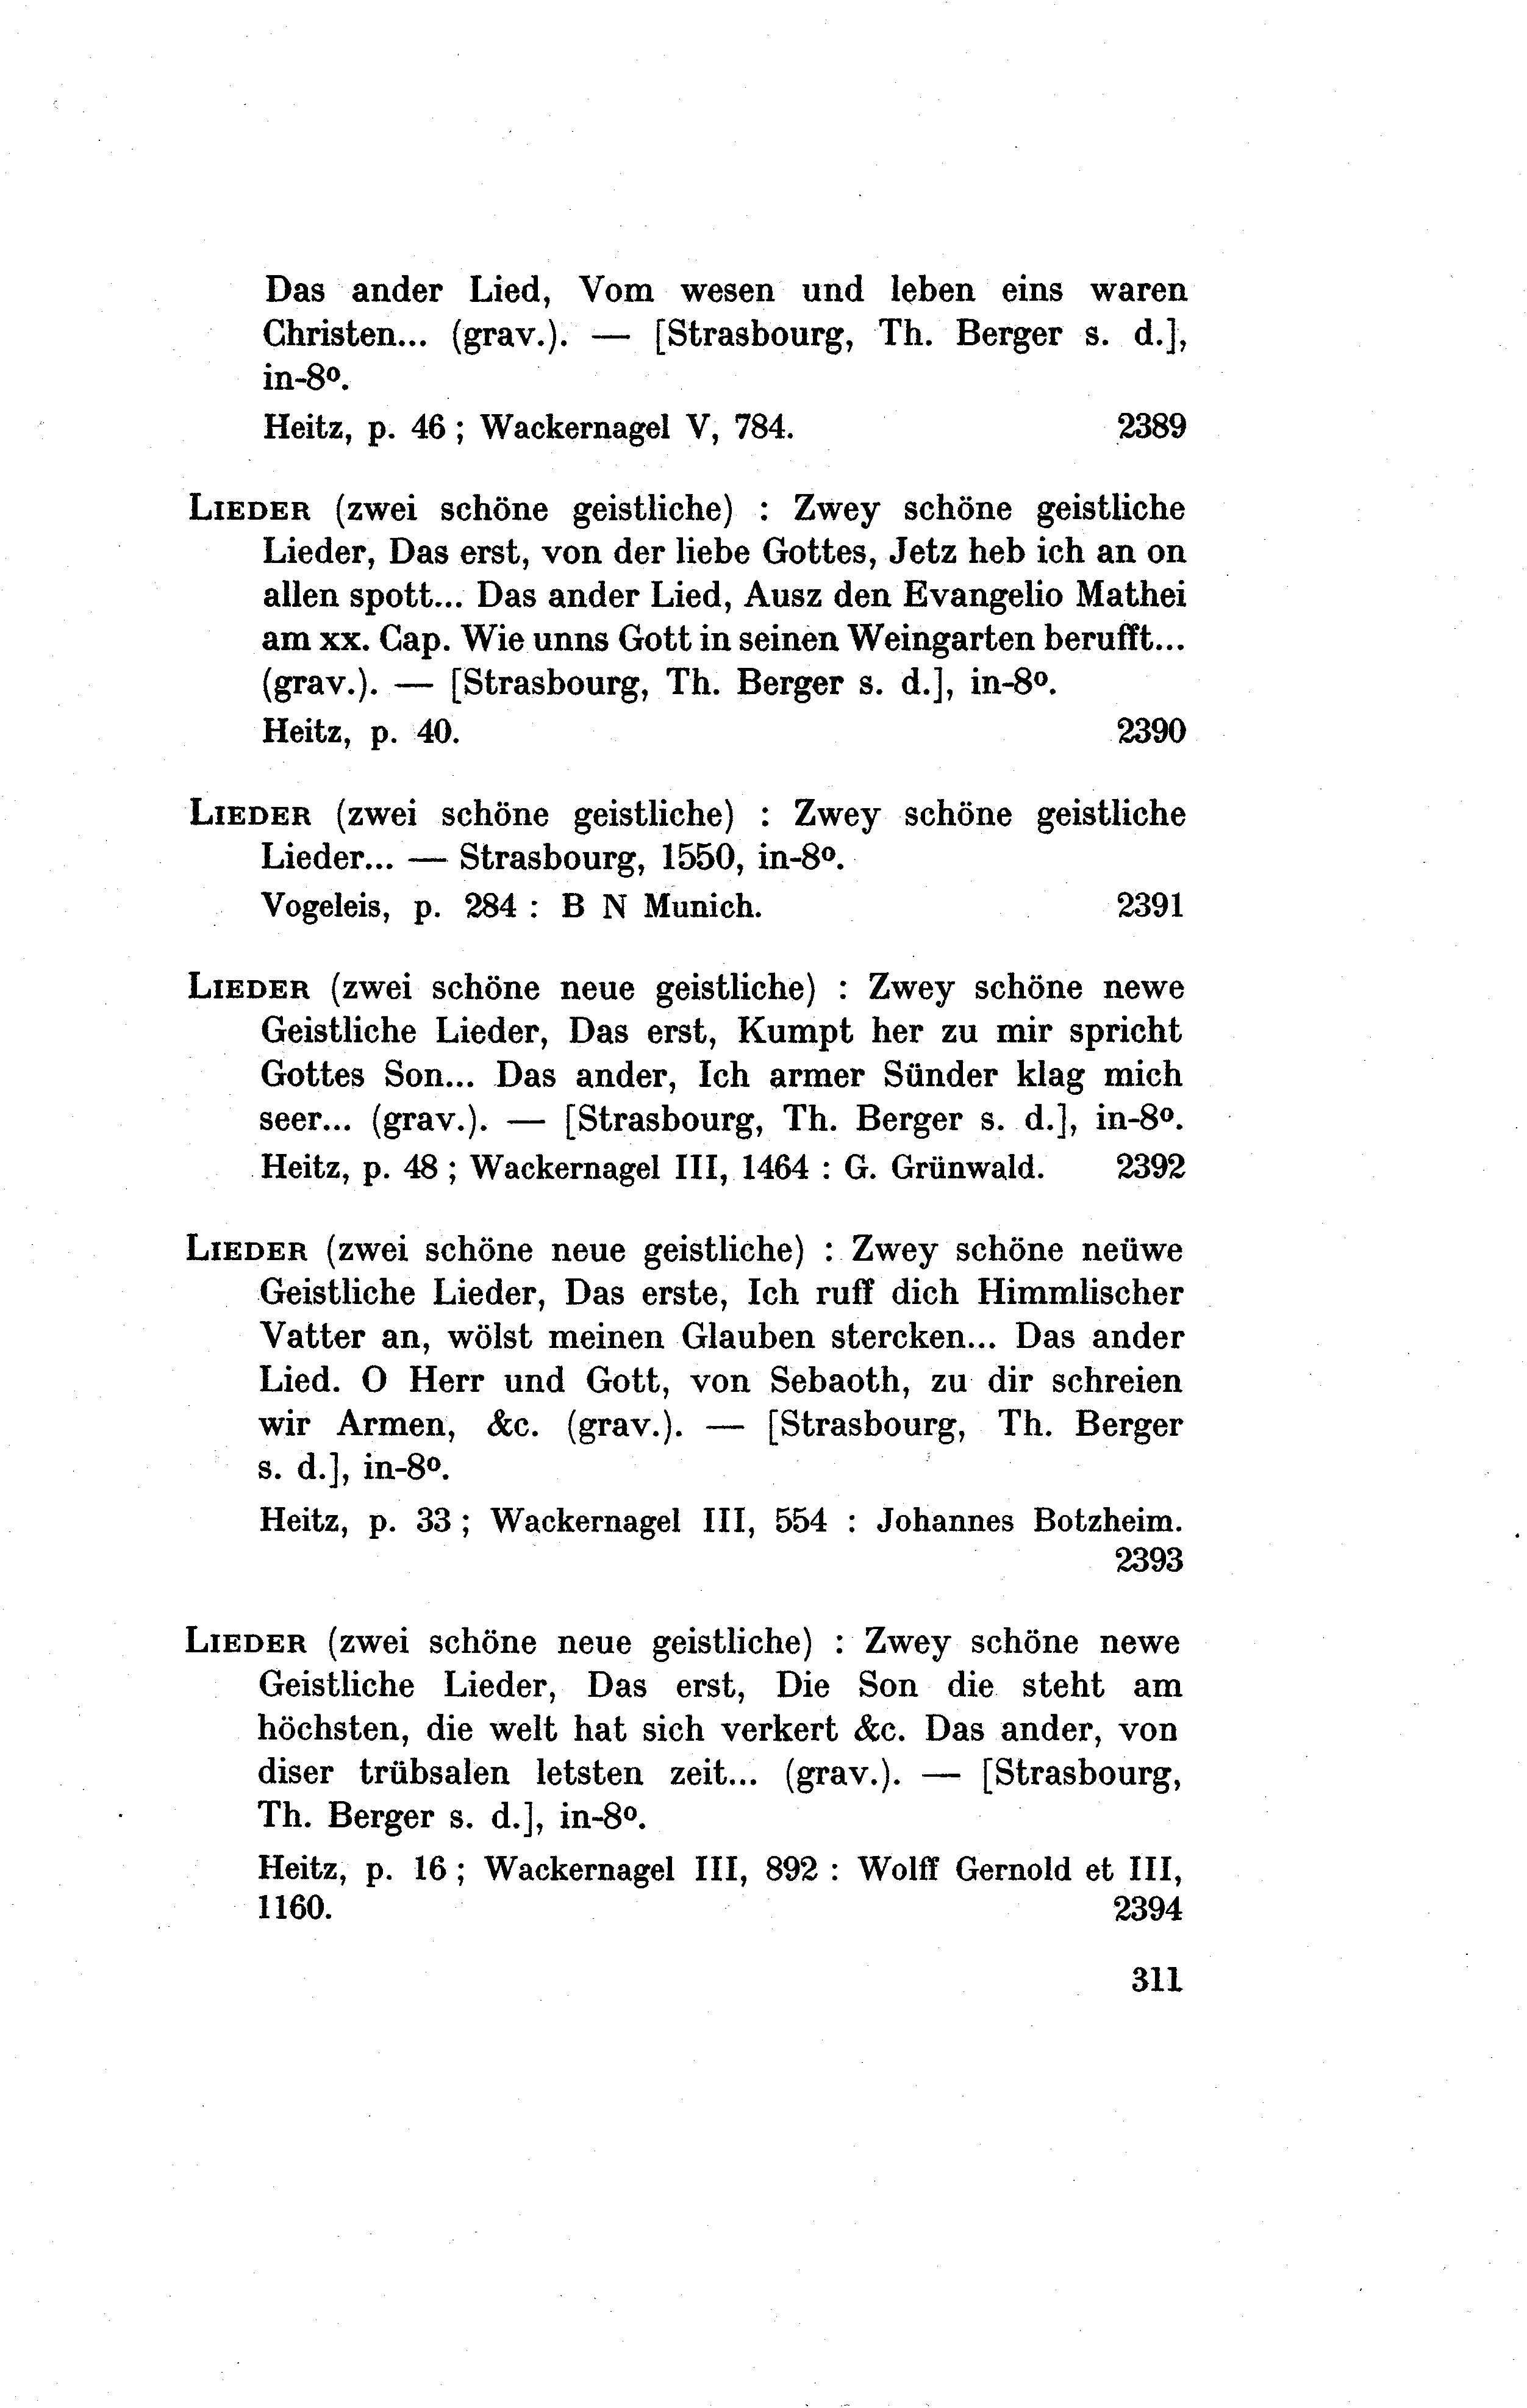 Das ander Lied, Vom wesen und leben eins waren
Christen... (grav.). — [Strasbourg, Th. Berger s. d.],
in-8º.
Heitz, p. 46 ; Wackernagel V, 784. 2389
LIEDER (zwei schöne geistliche) : Zwey schöne geistliche
Lieder, Das erst, von der liebe Gottes, Jetz heb ich an on
allen spott... Das ander Lied, Ausz den Evangelio Mathei
am xx. Cap. Wie unns Gott in seinen Weingarten berufft...
(grav.). — [Strasbourg, Th. Berger s. d.], in-8º.
Heitz, p. 40. 2390
LIEDER (zwei schöne geistliche) : Zwey schöne geistliche
Lieder... — Strasbourg, 1550, in-8º.
Vogeleis, p. 284 : B N Munich. 2391
LIEDER (zwei schöne neue geistliche) : Zwey schöne newe
Geistliche Lieder, Das erst, Kumpt her zu mir spricht
Gottes Son... Das ander, Ich armer Sünder klag mich
seer... (grav.). — [Strasbourg, Th. Berger s. d.], in-8º.
Heitz, p. 48 ; Wackernagel III, 1464 : G. Grünwald. 2392
LIEDER (zwei schöne neue geistliche) : Zwey schöne neüwe
Geistliche Lieder, Das erste, Ich ruff dich Himmlischer
Vatter an, wölst meinen Glauben stercken... Das ander
Lied. O Herr und Gott, von Sebaoth, zu dir schreien
wir Armen, &c. (grav.). — [Strasbourg, Th. Berger
s. d.], in-8º.
Heitz, p. 33 ; Wackernagel III, 554 : Johannes Botzheim.
2393
LIEDER (zwei schöne neue geistliche) : Zwey schöne newe
Geistliche Lieder, Das erst, Die Son die steht am
höchsten, die welt hat sich verkert &c. Das ander, von
diser trübsalen letsten zeit... (grav.). — [Strasbourg,
Th. Berger s. d.], in-8º.
Heitz, p. 16 ; Wackernagel III, 892 : Wolff Gernold et III,
1160. 2394
311